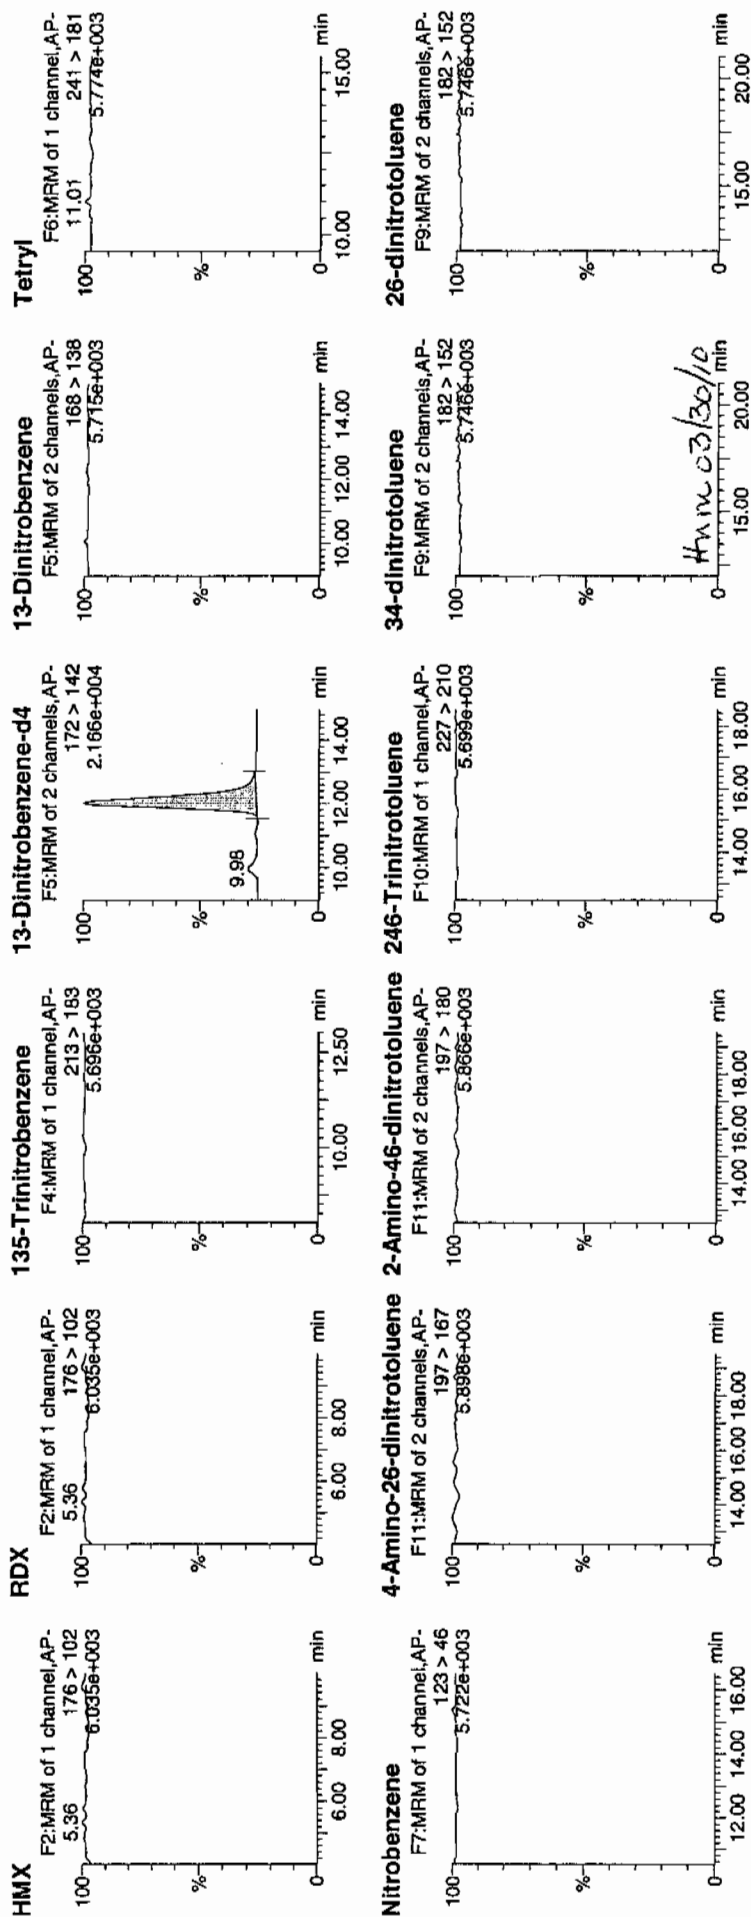 HMX
F2:MRM of 1 channel,AP-
176 > 102
6.035e+003
5.36
100
%
0
6.00 8.00 min
RDX
F2:MRM of 1 channel,AP-
176 > 102
6.035e+003
5.36
100
%
0
6.00 8.00 min
135-Trinitrobenzene
F4:MRM of 1 channel,AP-
213 > 183
5.696e+003
100
%
0
10.00 12.50 min
13-Dinitrobenzene-d4
F5:MRM of 2 channels,AP-
172 > 142
2.166e+004
100
%
9.98
0
10.00 12.00 14.00 min
13-Dinitrobenzene
F5:MRM of 2 channels,AP-
168 > 138
5.715e+003
100
%
0
10.00 12.00 14.00 min
Tetryl
F6:MRM of 1 channel,AP-
241 > 181
5.774e+003
11.01
100
%
0
10.00 15.00 min
Nitrobenzene
F7:MRM of 1 channel,AP-
123 > 46
5.722e+003
100
%
0
12.00 14.00 16.00 min
4-Amino-26-dinitrotoluene
F11:MRM of 2 channels,AP-
197 > 167
5.898e+003
100
%
0
14.00 16.00 18.00 min
2-Amino-46-dinitrotoluene
F11:MRM of 2 channels,AP-
197 > 180
5.866e+003
100
%
0
14.00 16.00 18.00 min
246-Trinitrotoluene
F10:MRM of 1 channel,AP-
227 > 210
5.699e+003
100
%
0
14.00 16.00 18.00 min
34-dinitrotoluene
F9:MRM of 2 channels,AP-
182 > 152
5.746e+003
100
%
03/30/10
0
15.00 20.00 min
26-dinitrotoluene
F9:MRM of 2 channels,AP-
182 > 152
5.746e+003
100
%
0
15.00 20.00 min